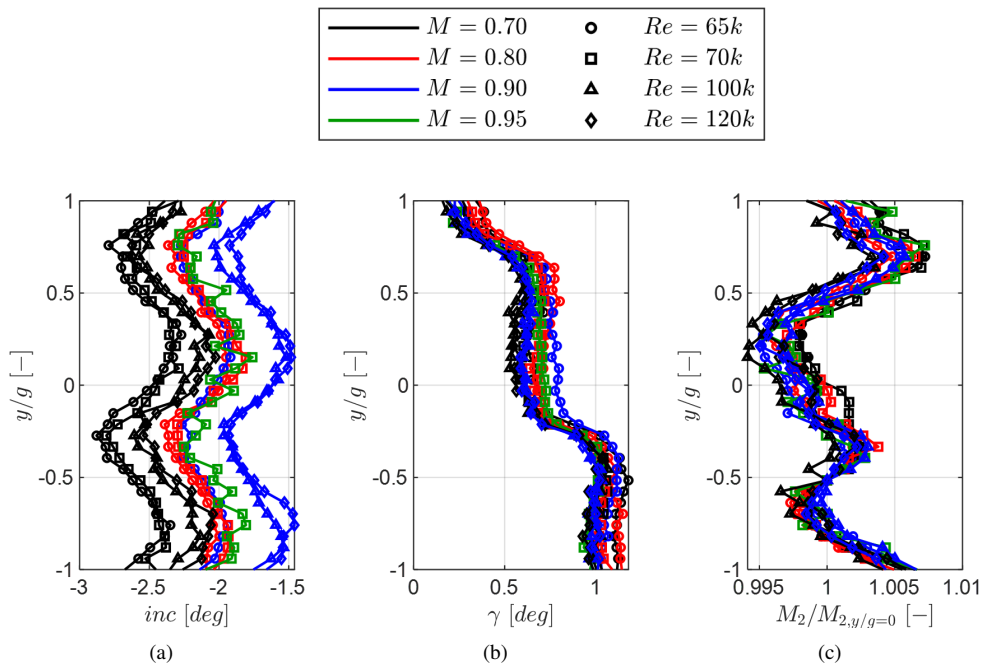 M = 0.70 Re = 65k
M = 0.80 Re = 70k
M = 0.90 Re = 100k
M = 0.95 Re = 120k
1
0.5
0
-0.5
-1
y/g [−]
-3 -2.5 -2 -1.5
inc [deg]
(a)
1
0.5
0
-0.5
-1
y/g [−]
0 0.5 1
γ [deg]
(b)
1
0.5
0
-0.5
-1
y/g [−]
0.995 1 1.005 1.01
M₂/M₂,y/g=0 [−]
(c)